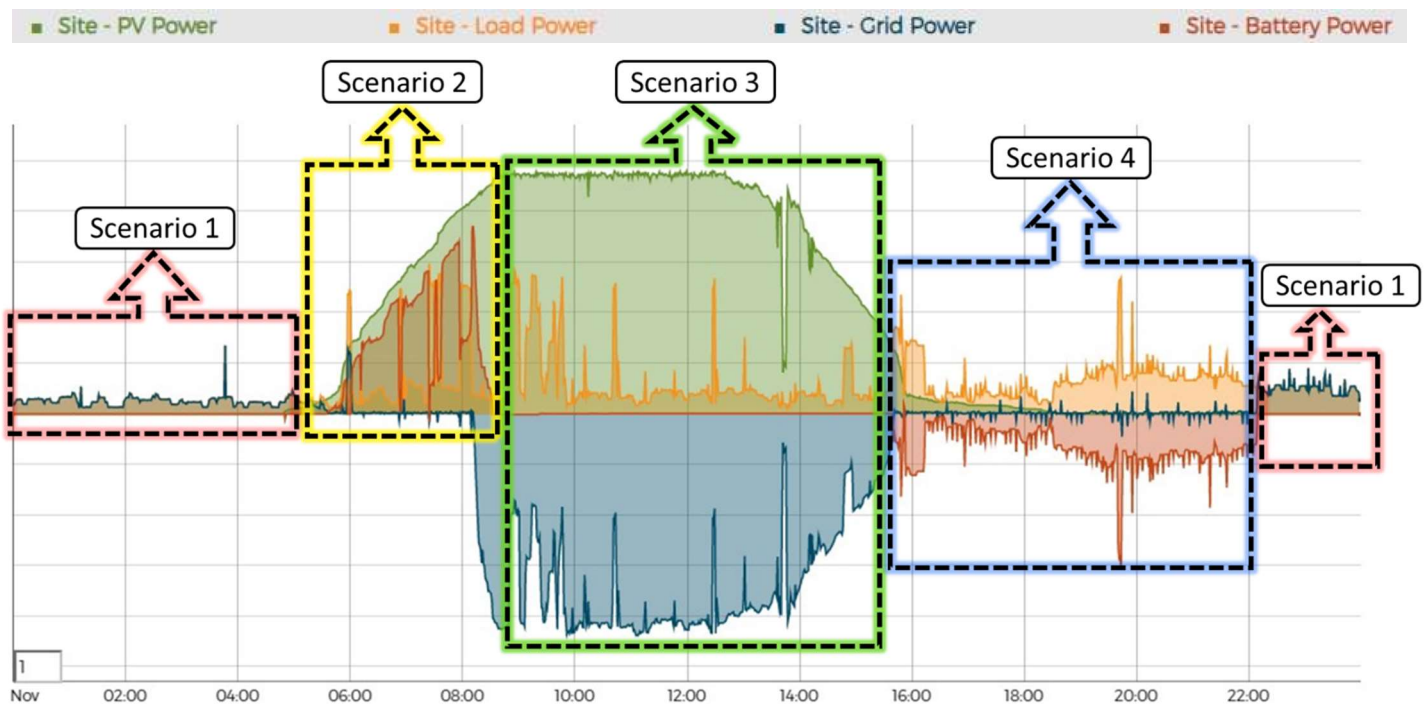 Site - PV Power Site - Load Power Site - Grid Power Site - Battery Power
Scenario 2 Scenario 3
Scenario 4
Scenario 1
Scenario 1
1
Nov 02:00 04:00 06:00 08:00 10:00 12:00 14:00 16:00 18:00 20:00 22:00